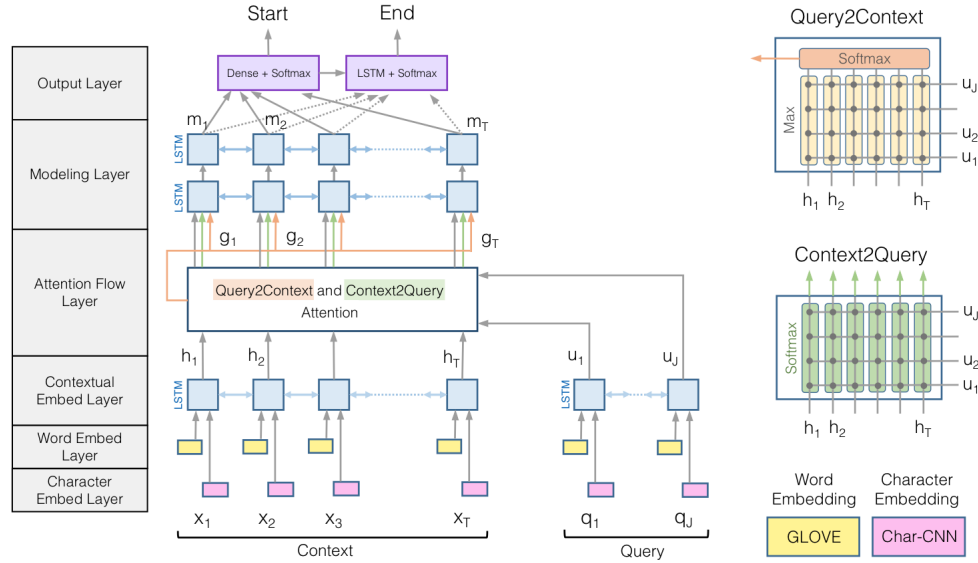 Start
End
Query2Context
Output Layer
Dense + Softmax
LSTM + Softmax
Softmax
Max
u_J
u_2
u_1
h_1
h_2
h_T
m_1
m_2
m_T
LSTM
Modeling Layer
LSTM
g_1
g_2
g_T
Attention Flow
Layer
Query2Context and Context2Query
Attention
Context2Query
Softmax
u_J
u_2
u_1
h_1
h_2
h_T
h_1
h_2
h_T
u_1
u_J
Contextual
Embed Layer
LSTM
LSTM
Word Embed
Layer
Character
Embed Layer
x_1
x_2
x_3
x_T
q_1
q_J
Context
Query
Word
Embedding
Character
Embedding
GLOVE
Char-CNN